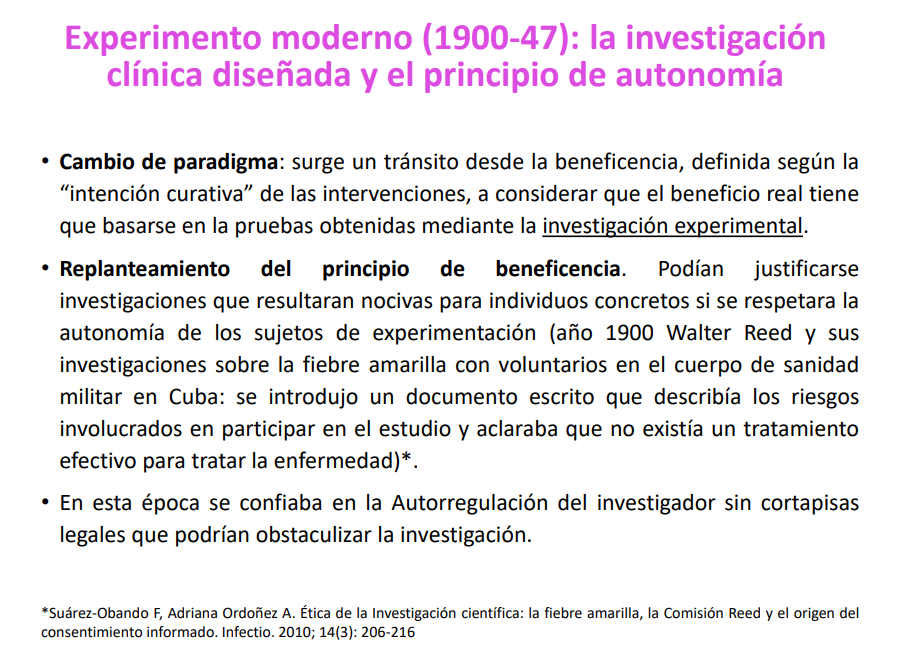 Experimento moderno (1900-47): la investigación
clínica diseñada y el principio de autonomía
• Cambio de paradigma: surge un tránsito desde la beneficencia, definida según la
“intención curativa” de las intervenciones, a considerar que el beneficio real tiene
que basarse en la pruebas obtenidas mediante la investigación experimental.
• Replanteamiento del principio de beneficencia. Podían justificarse
investigaciones que resultaran nocivas para individuos concretos si se respetara la
autonomía de los sujetos de experimentación (año 1900 Walter Reed y sus
investigaciones sobre la fiebre amarilla con voluntarios en el cuerpo de sanidad
militar en Cuba: se introdujo un documento escrito que describía los riesgos
involucrados en participar en el estudio y aclaraba que no existía un tratamiento
efectivo para tratar la enfermedad)*.
• En esta época se confiaba en la Autorregulación del investigador sin cortapisas
legales que podrían obstaculizar la investigación.
*Suárez-Obando F, Adriana Ordoñez A. Ética de la Investigación científica: la fiebre amarilla, la Comisión Reed y el origen del
consentimiento informado. Infectio. 2010; 14(3): 206-216